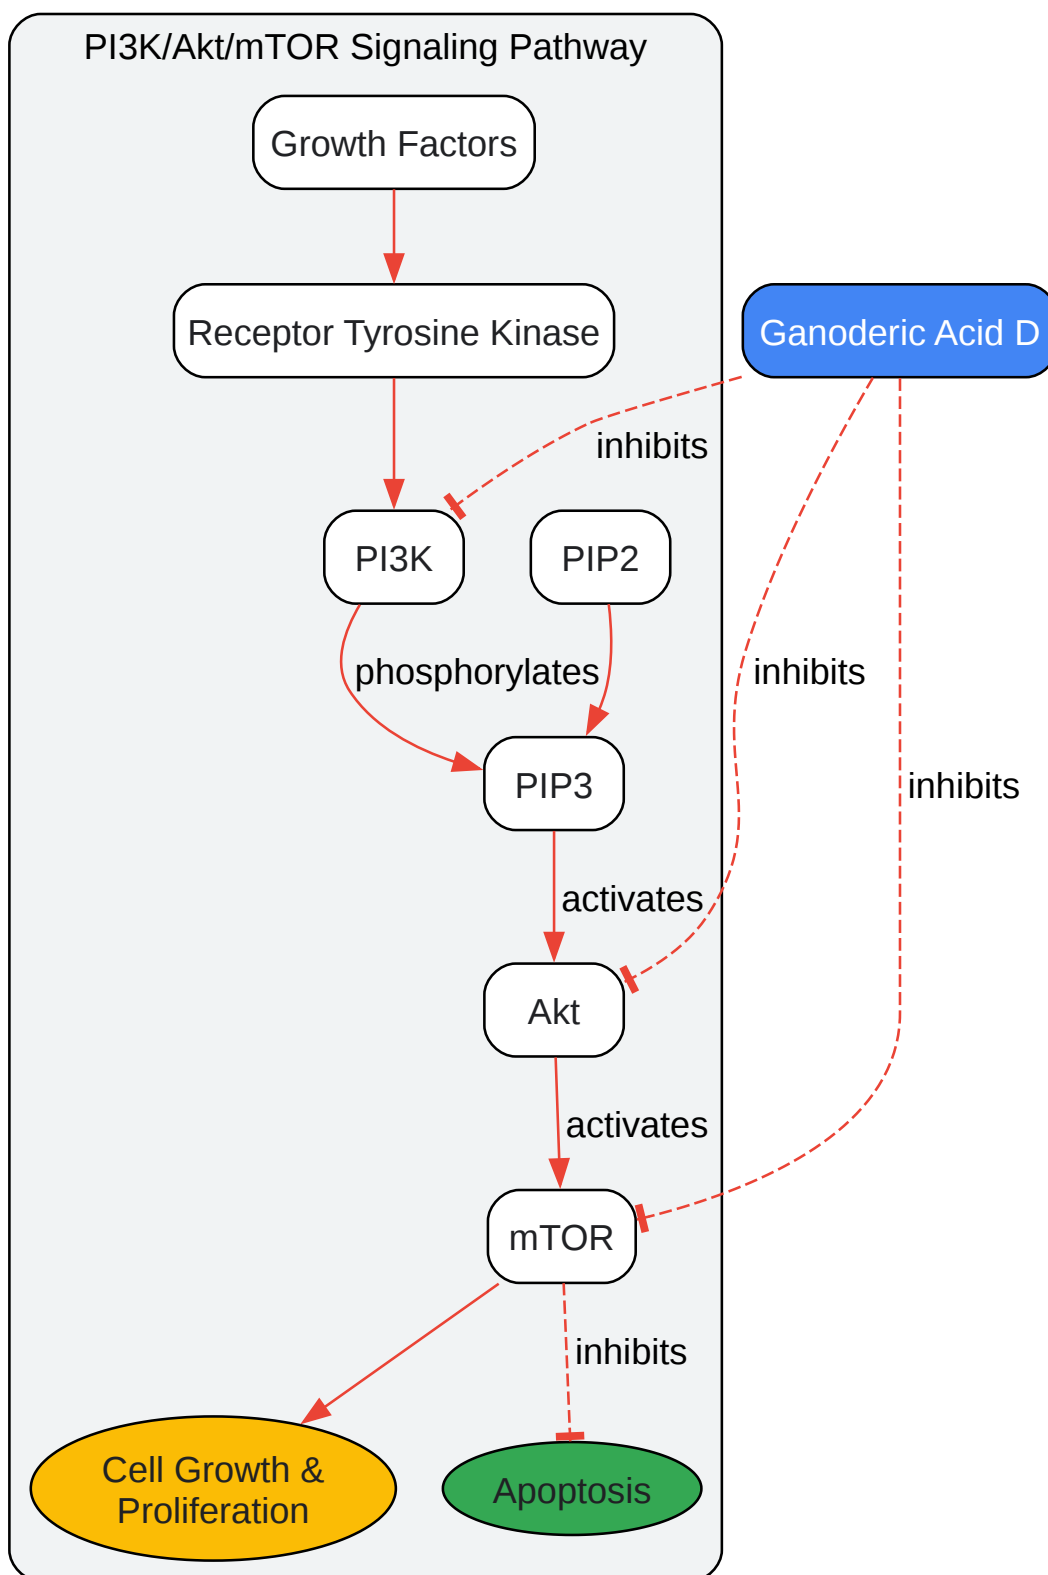 PI3K/Akt/mTOR Signaling Pathway
Growth Factors
Receptor Tyrosine Kinase
Ganoderic Acid D
inhibits
PI3K
PIP2
phosphorylates
inhibits
PIP3
inhibits
activates
Akt
activates
mTOR
inhibits
Cell Growth &
Proliferation
Apoptosis